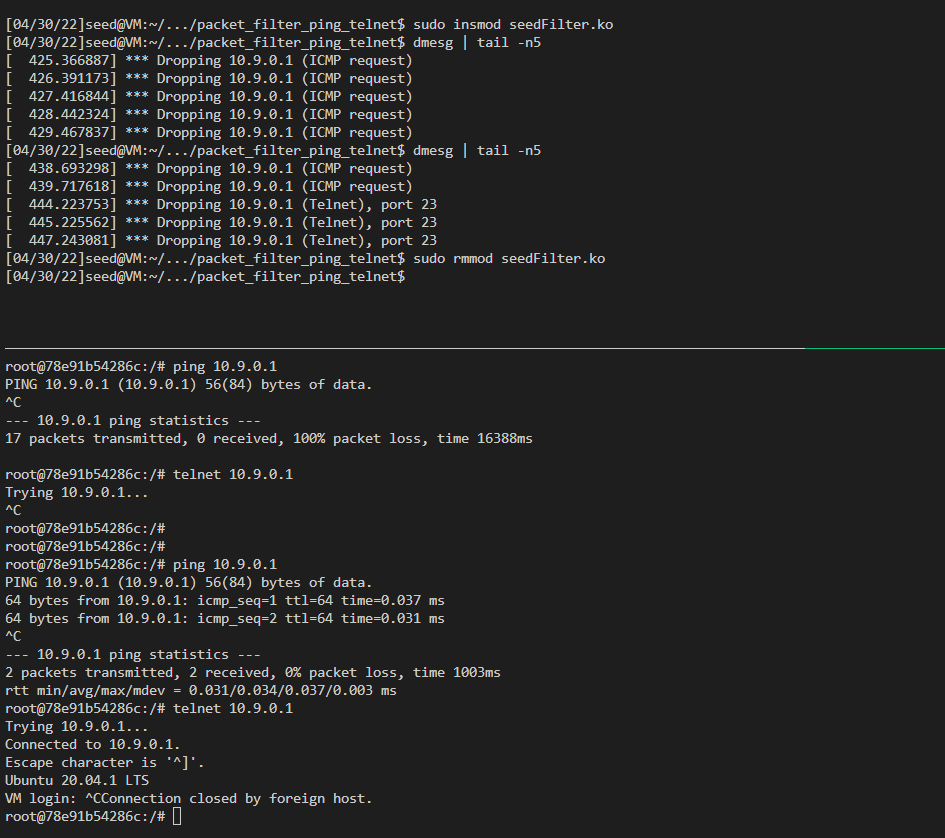 [04/30/22]seed@VM:~/.../packet_filter_ping_telnet$ sudo insmod seedFilter.ko
[04/30/22]seed@VM:~/.../packet_filter_ping_telnet$ dmesg | tail -n5
[  425.366887] *** Dropping 10.9.0.1 (ICMP request)
[  426.391173] *** Dropping 10.9.0.1 (ICMP request)
[  427.416844] *** Dropping 10.9.0.1 (ICMP request)
[  428.442324] *** Dropping 10.9.0.1 (ICMP request)
[  429.467837] *** Dropping 10.9.0.1 (ICMP request)
[04/30/22]seed@VM:~/.../packet_filter_ping_telnet$ dmesg | tail -n5
[  438.693298] *** Dropping 10.9.0.1 (ICMP request)
[  439.717618] *** Dropping 10.9.0.1 (ICMP request)
[  444.223753] *** Dropping 10.9.0.1 (Telnet), port 23
[  445.225562] *** Dropping 10.9.0.1 (Telnet), port 23
[  447.243081] *** Dropping 10.9.0.1 (Telnet), port 23
[04/30/22]seed@VM:~/.../packet_filter_ping_telnet$ sudo rmmod seedFilter.ko
[04/30/22]seed@VM:~/.../packet_filter_ping_telnet$
root@78e91b54286c:/# ping 10.9.0.1
PING 10.9.0.1 (10.9.0.1) 56(84) bytes of data.
^C
--- 10.9.0.1 ping statistics ---
17 packets transmitted, 0 received, 100% packet loss, time 16388ms
root@78e91b54286c:/# telnet 10.9.0.1
Trying 10.9.0.1...
^C
root@78e91b54286c:/#
root@78e91b54286c:/#
root@78e91b54286c:/# ping 10.9.0.1
PING 10.9.0.1 (10.9.0.1) 56(84) bytes of data.
64 bytes from 10.9.0.1: icmp_seq=1 ttl=64 time=0.037 ms
64 bytes from 10.9.0.1: icmp_seq=2 ttl=64 time=0.031 ms
^C
--- 10.9.0.1 ping statistics ---
2 packets transmitted, 2 received, 0% packet loss, time 1003ms
rtt min/avg/max/mdev = 0.031/0.034/0.037/0.003 ms
root@78e91b54286c:/# telnet 10.9.0.1
Trying 10.9.0.1...
Connected to 10.9.0.1.
Escape character is '^]'.
Ubuntu 20.04.1 LTS
VM login: ^CConnection closed by foreign host.
root@78e91b54286c:/#